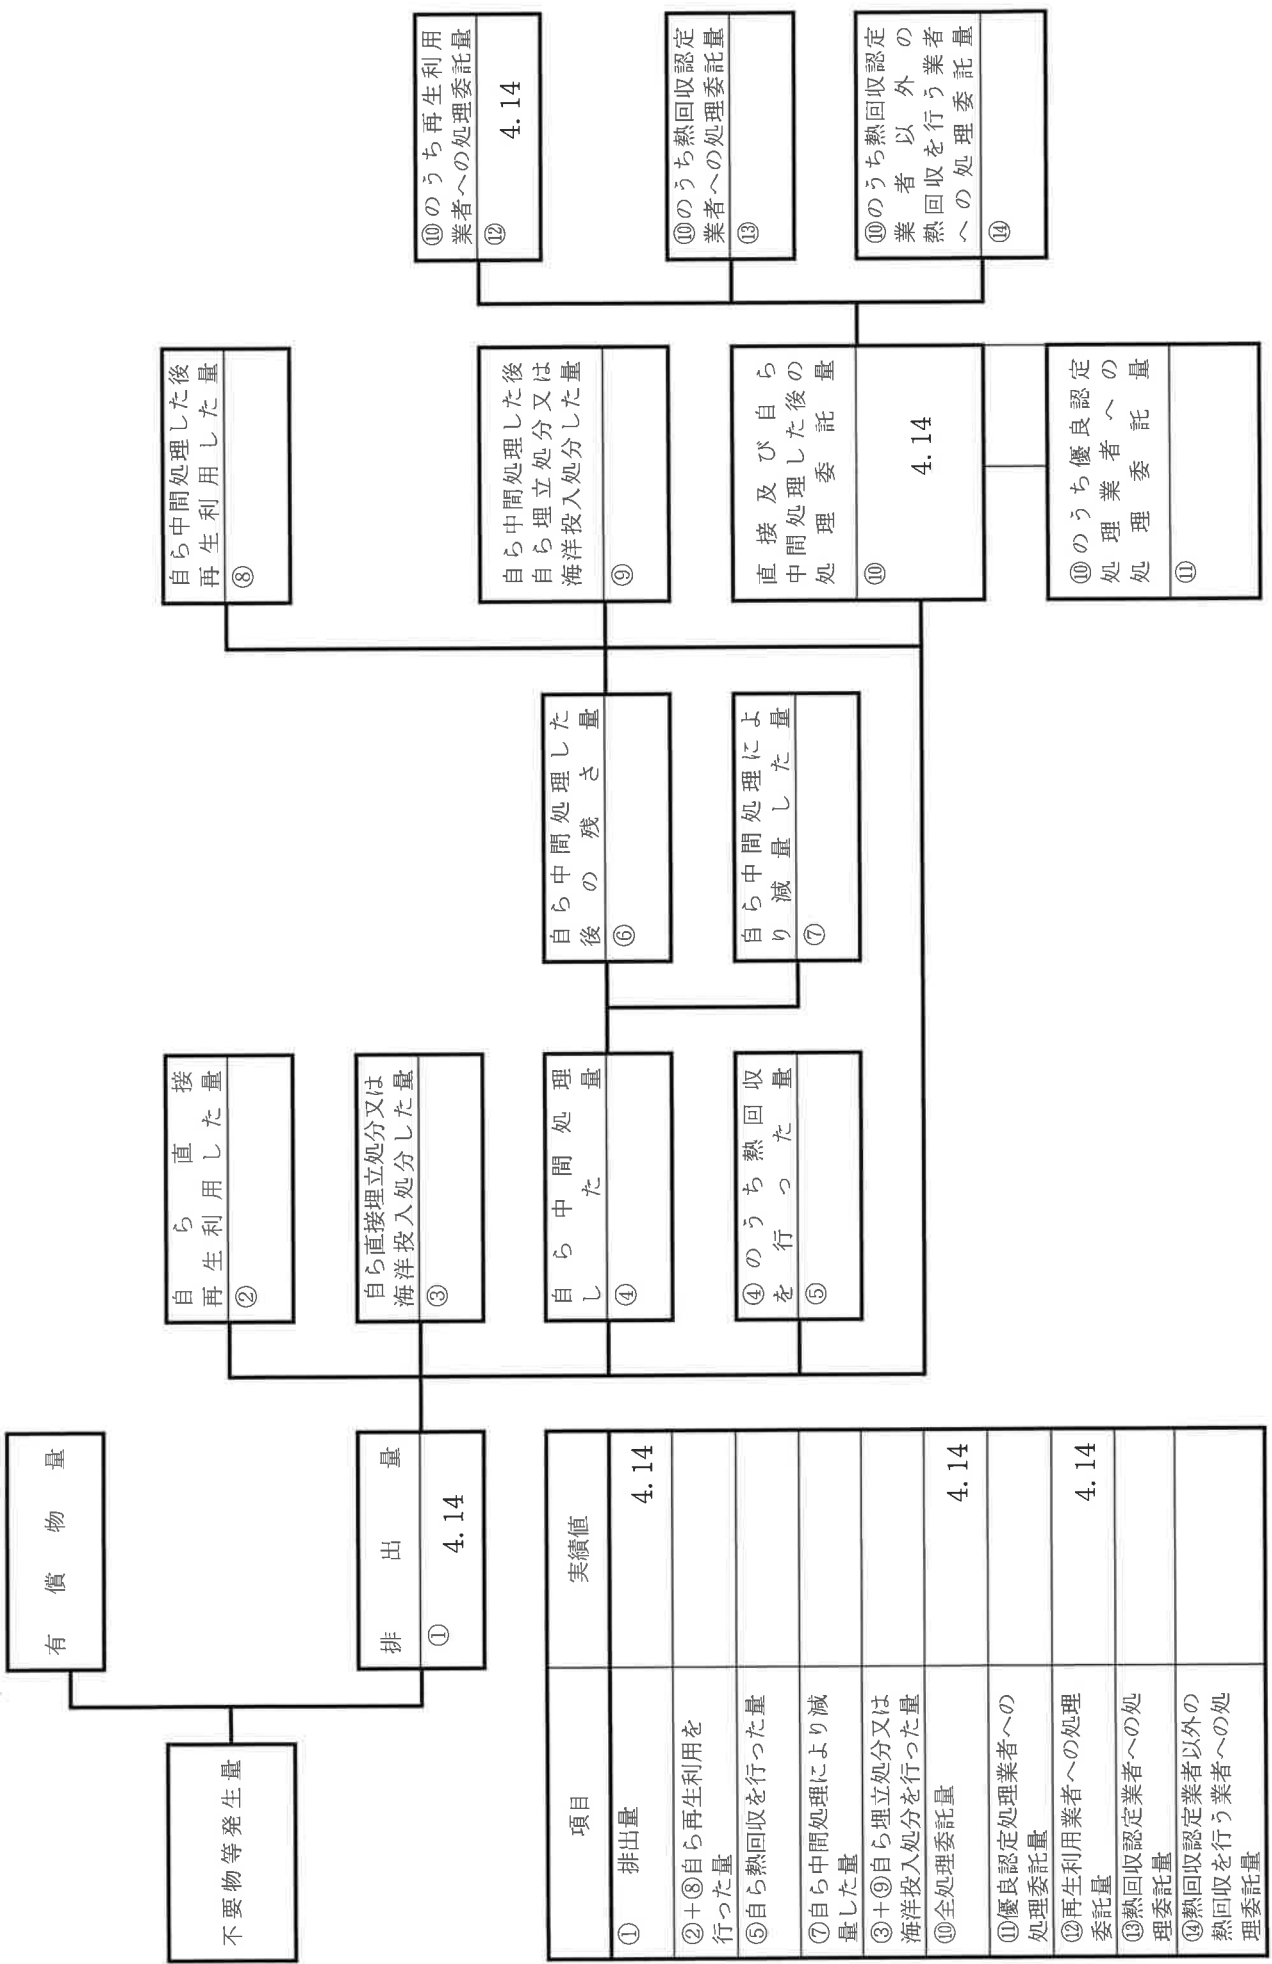 不要物等発生量
有償物量
排出量
①
4.14
自ら直接
再生利用した量
②
自ら直接埋立処分又は
海洋投入処分した量
③
自ら中間処理
した量
④
④のうち熱回収
を行った量
⑤
自ら中間処理した
後の残さ量
⑥
自ら中間処理によ
り減量した量
⑦
自ら中間処理した後
再生利用した量
⑧
自ら中間処理した後
自ら埋立処分又は
海洋投入処分した量
⑨
直接及び自ら
中間処理した後の
処理委託量
⑩
4.14
⑩のうち優良認定
処理業者への
処理委託量
⑪
⑩のうち再生利用
業者への処理委託量
⑫
4.14
⑩のうち熱回収認定
業者への処理委託量
⑬
⑩のうち熱回収認定
業者以外の
熱回収を行う業者
への処理委託量
⑭
項目 実績値
① 排出量 4.14
②+⑧自ら再生利用を
行った量
⑤自ら熱回収を行った量
⑦自ら中間処理により減
量した量
③+⑨自ら埋立処分又は
海洋投入処分を行った量
⑩全処理委託量 4.14
⑪優良認定処理業者への
処理委託量
⑫再生利用業者への処理
委託量 4.14
⑬熱回収認定業者への処
理委託量
⑭熱回収認定業者以外の
熱回収を行う業者への処
理委託量